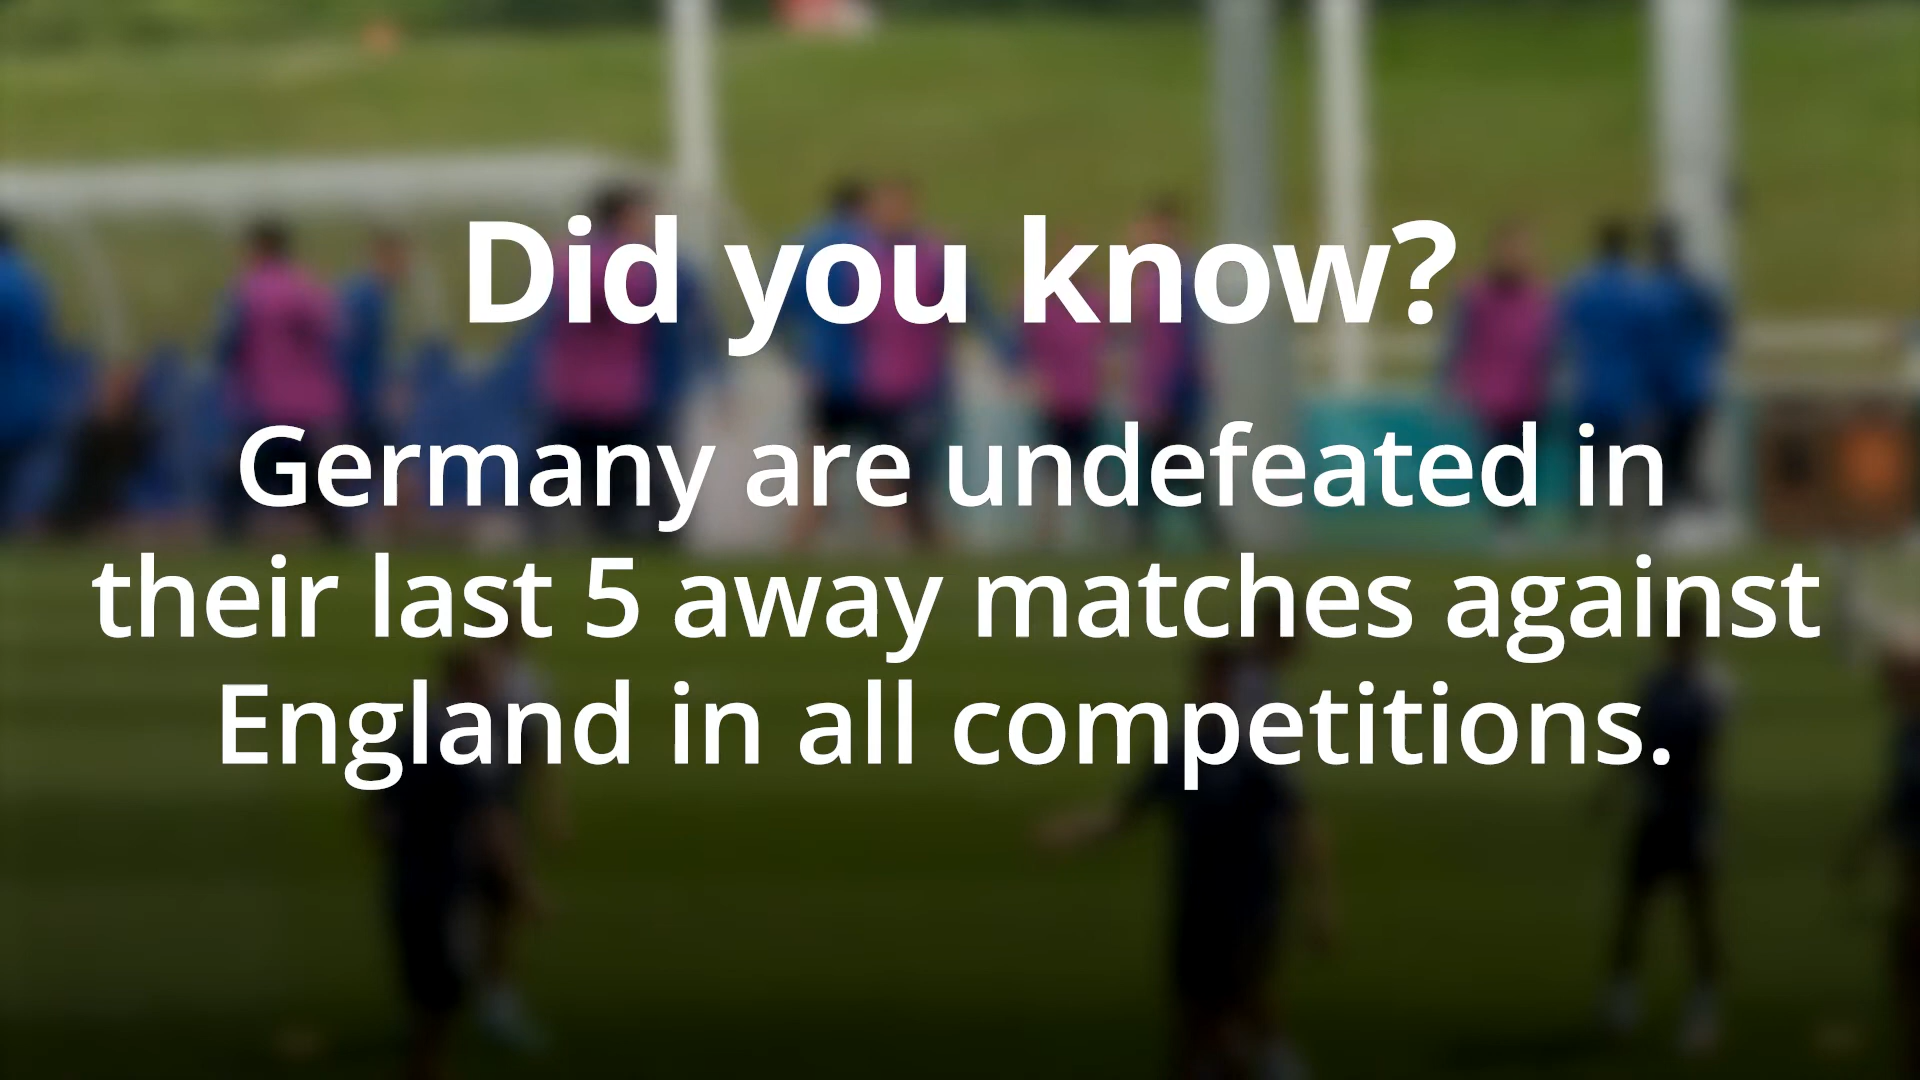 Did you know?
Germany are undefeated in
their last 5 away matches against
England in all competitions.